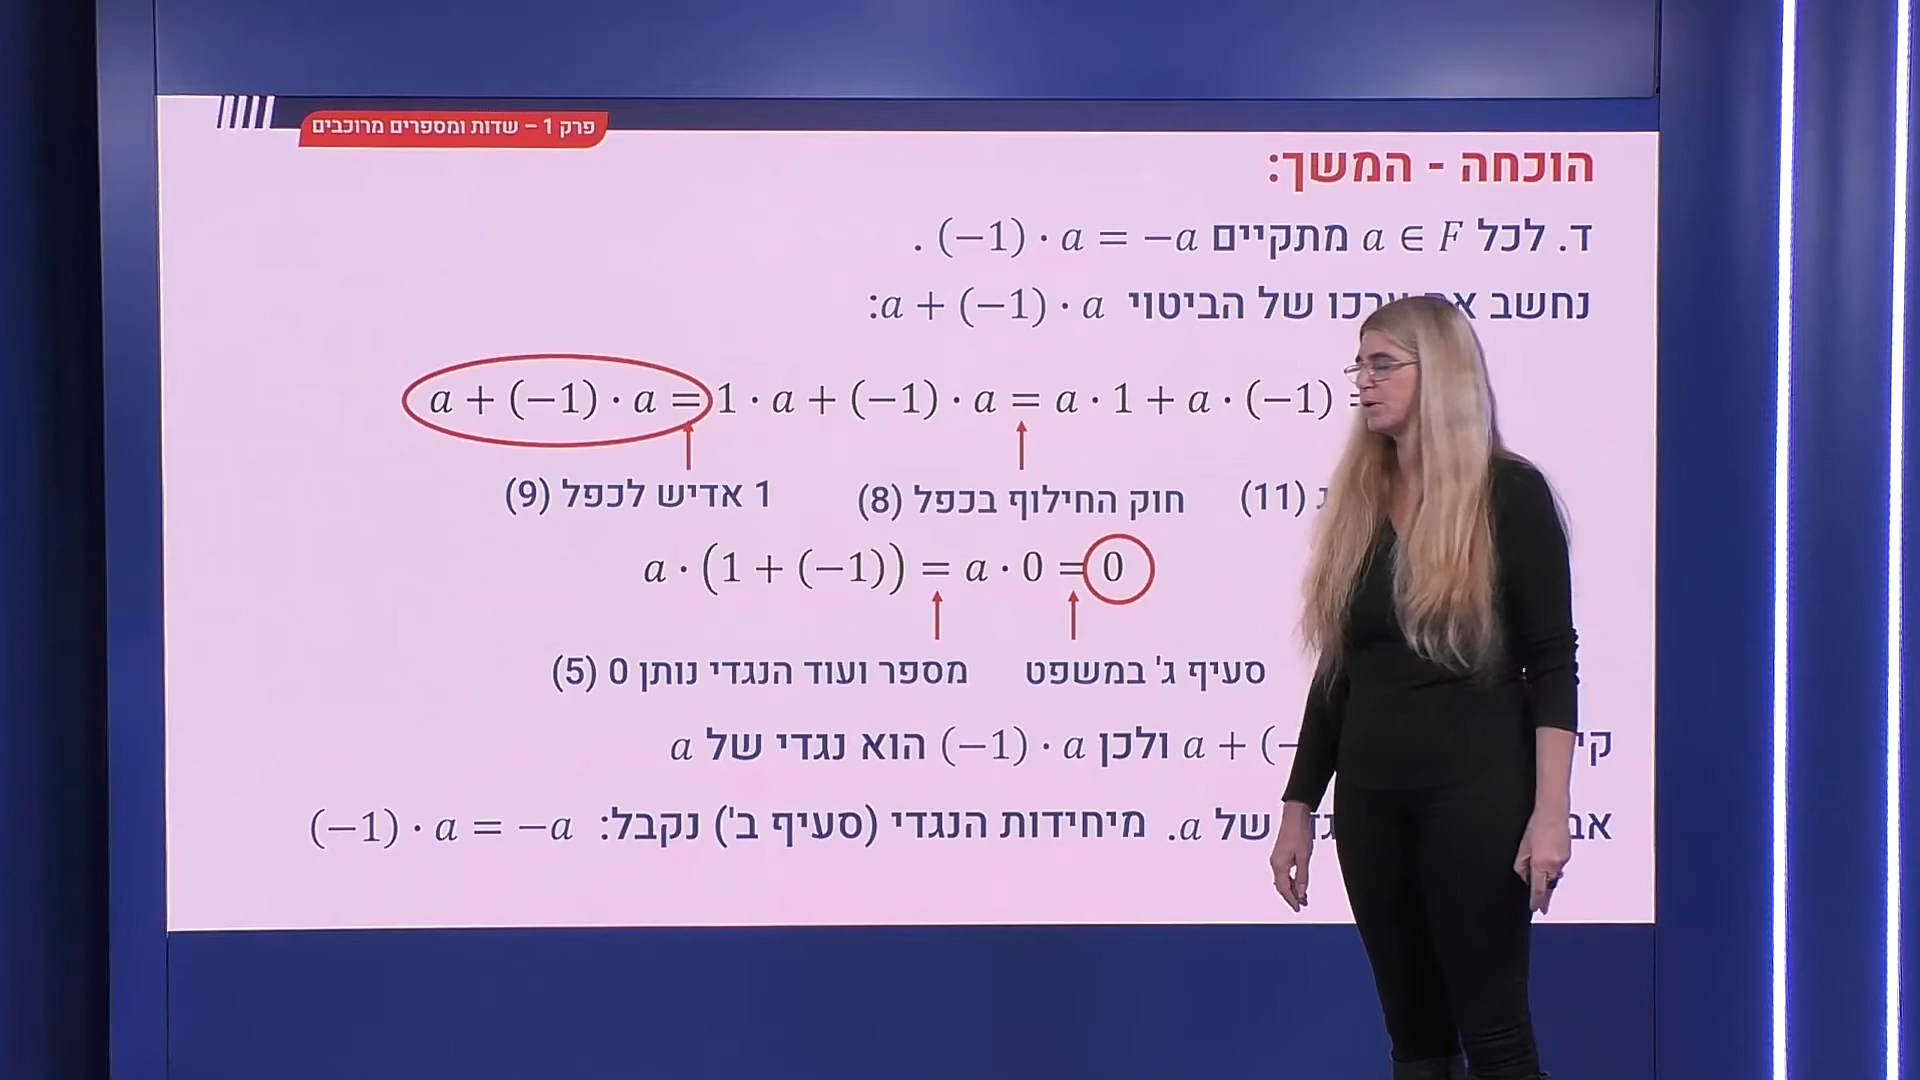 פרק 1 – שדות ומספרים מרוכבים
הוכחה - המשך:
ד. לכל a ∈ F מתקיים (−1) · a = −a .
נחשב של הביטוי a + (−1) · a:
a + (−1) · a = 1 · a + (−1) · a = a · 1 + a · (−1) =
1 אדיש לכפל (9) חוק החילוף בכפל (8) (11)
a · (1 + (−1)) = a · 0 = 0
מספר ועוד הנגדי נותן 0 (5) סעיף ג' במשפט
a + (− ולכן (−1) · a הוא נגדי של a
של a. מיחידות הנגדי (סעיף ב') נקבל: (−1) · a = −a